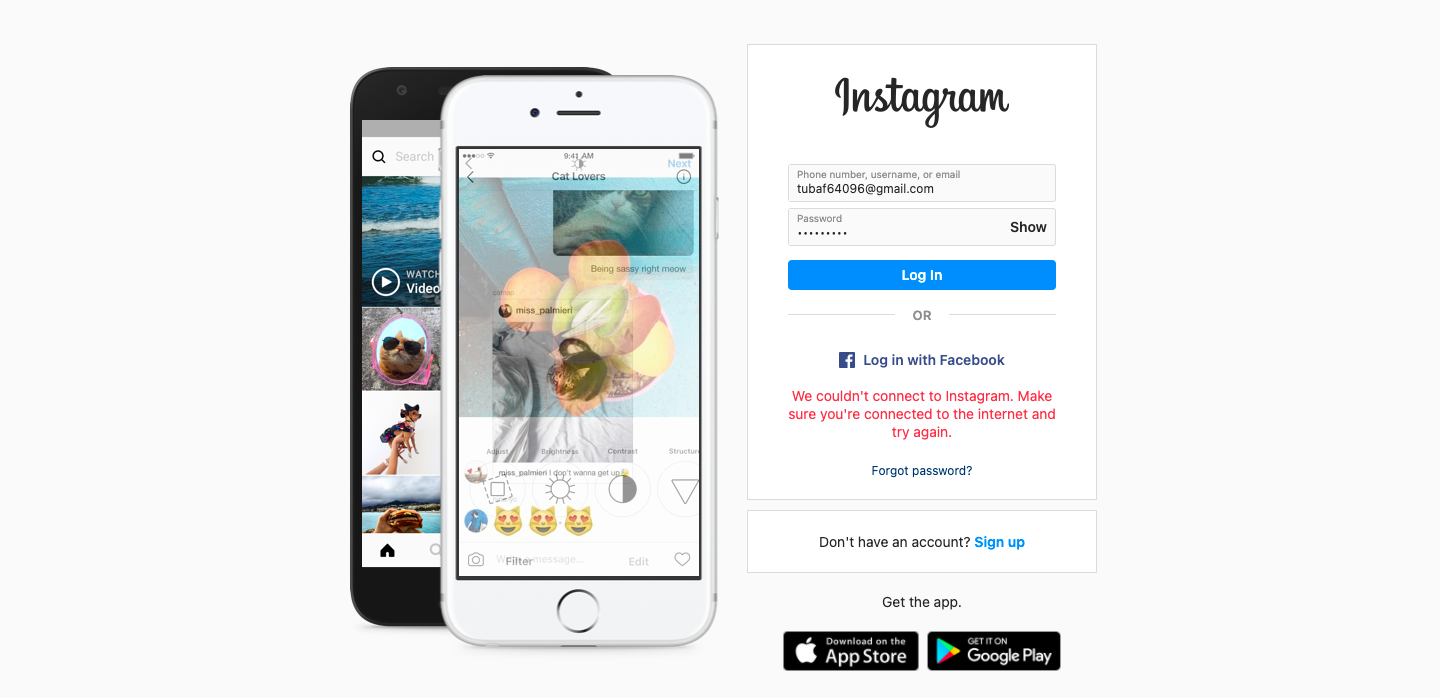 Search
WATCH
Video
9:41 AM
Next
Cat Lovers
Being sassy right meow
miss_palmieri
Adjust
Brightness
Contrast
Structure
miss_palmieri I don't wanna get up😴
Filter
Edit
Instagram
Phone number, username, or email
tubaf64096@gmail.com
Password
•••••••••
Show
Log In
OR
Log in with Facebook
We couldn't connect to Instagram. Make
sure you're connected to the internet and
try again.
Forgot password?
Don't have an account? Sign up
Get the app.
Download on the
App Store
GET IT ON
Google Play